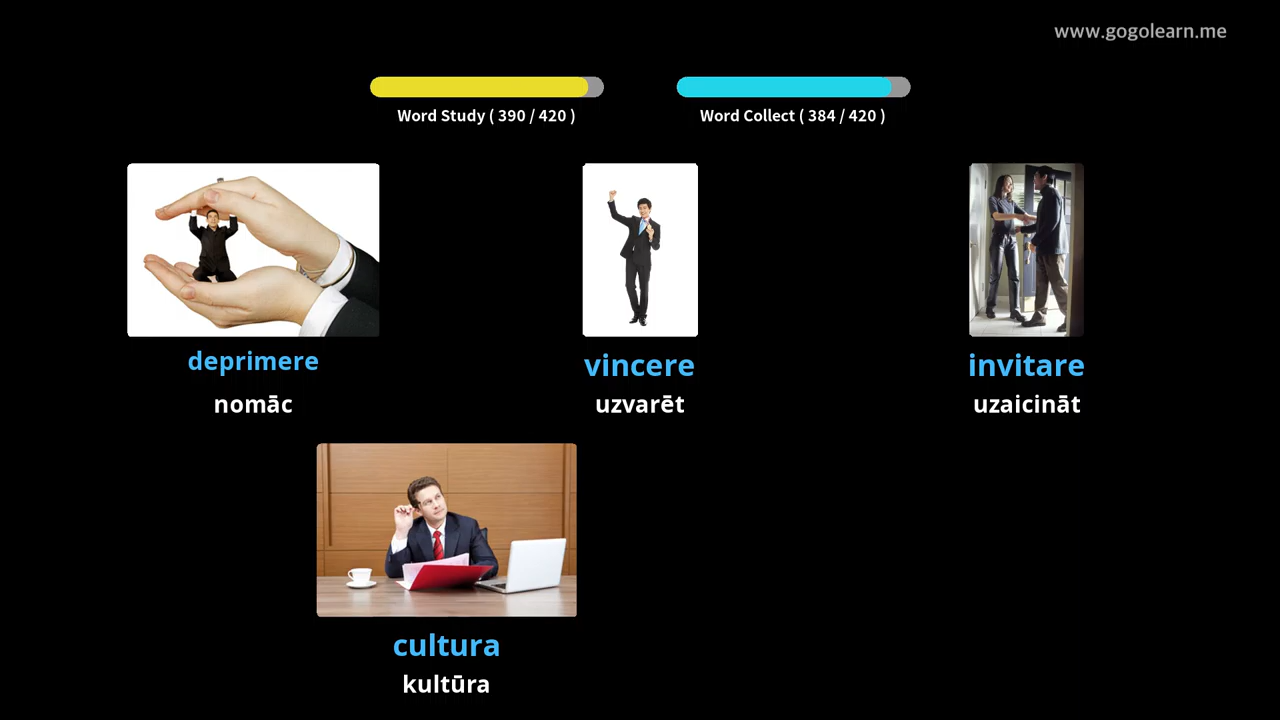 www.gogolearn.me
Word Study ( 390 / 420 )
Word Collect ( 384 / 420 )
deprimere
nomāc
vincere
uzvarēt
invitare
uzaicināt
cultura
kultūra